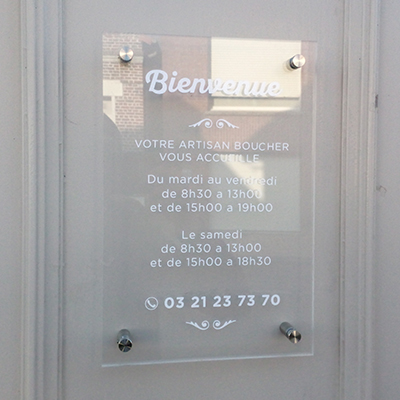 Bienvenue
VOTRE ARTISAN BOUCHER
VOUS ACCUEILLE
Du mardi au vendredi
de 8h30 à 13h00
et de 15h00 à 19h00
Le samedi
de 8h30 à 13h00
et de 15h00 à 18h30
03 21 23 73 70